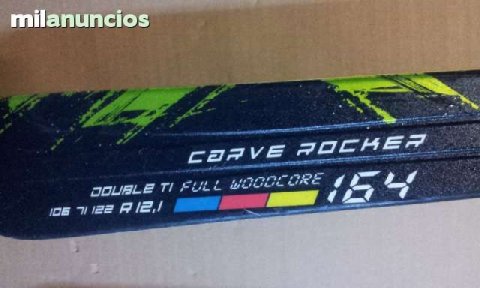 milanuncios
CARVE ROCKER
DOUBLE TI FULL WOODCORE 164
106 71 122 R 12,1